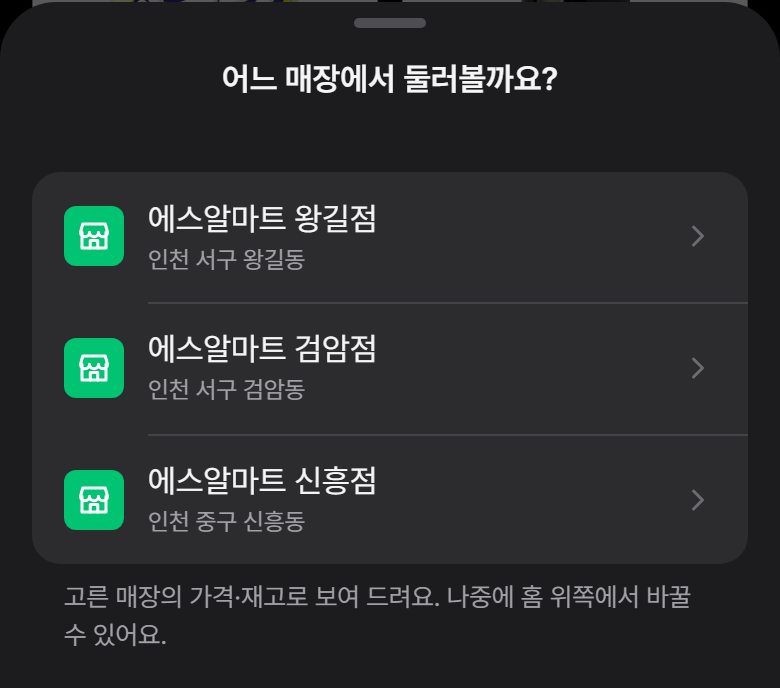 어느 매장에서 둘러볼까요?
에스알마트 왕길점
인천 서구 왕길동
에스알마트 검암점
인천 서구 검암동
에스알마트 신흥점
인천 중구 신흥동
고른 매장의 가격·재고로 보여 드려요. 나중에 홈 위쪽에서 바꿀
수 있어요.